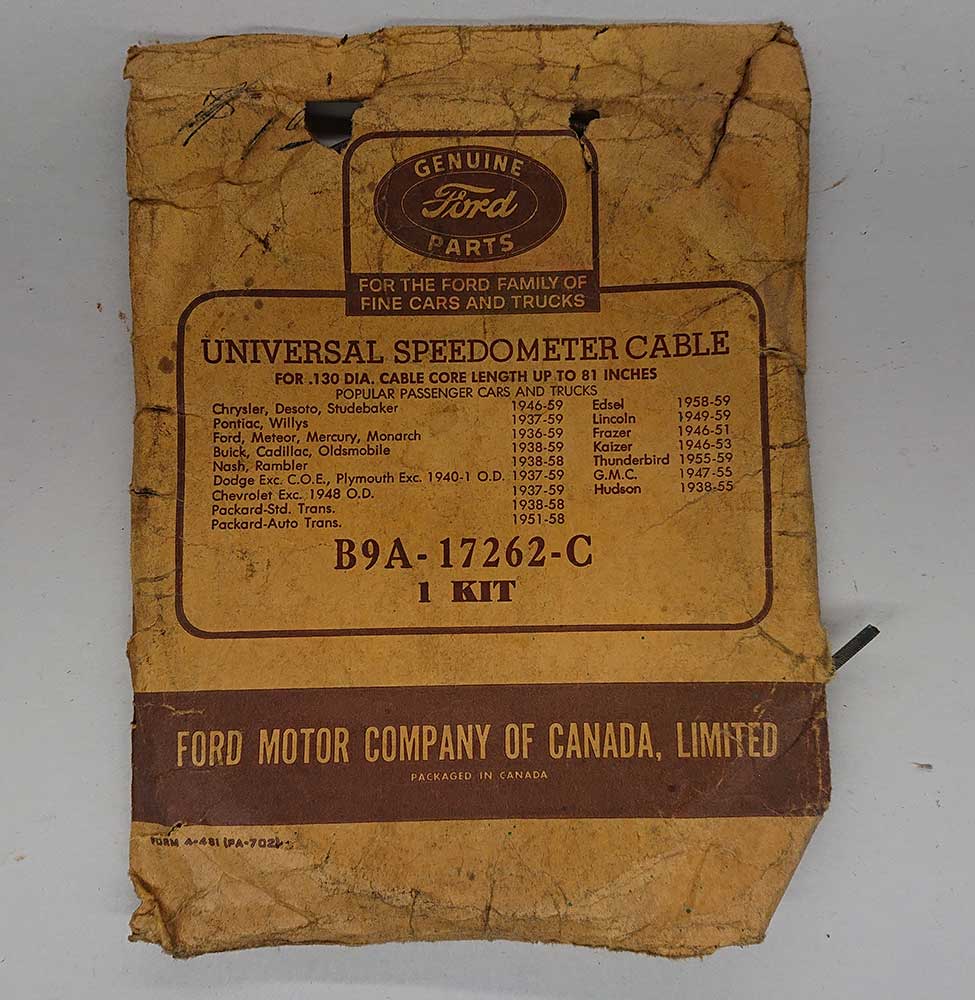 GENUINE
Ford
PARTS
FOR THE FORD FAMILY OF
FINE CARS AND TRUCKS
UNIVERSAL SPEEDOMETER CABLE
FOR .130 DIA. CABLE CORE LENGTH UP TO 81 INCHES
POPULAR PASSENGER CARS AND TRUCKS
Chrysler, Desoto, Studebaker 1946-59
Pontiac, Willys 1937-59
Ford, Meteor, Mercury, Monarch 1936-59
Buick, Cadillac, Oldsmobile 1938-59
Nash, Rambler 1938-58
Dodge Exc. C.O.E., Plymouth Exc. 1940-1 O.D. 1937-59
Chevrolet Exc. 1948 O.D. 1937-59
Packard-Std. Trans. 1938-58
Packard-Auto Trans. 1951-58
Edsel 1958-59
Lincoln 1949-59
Frazer 1946-51
Kaizer 1946-53
Thunderbird 1955-59
G.M.C. 1947-55
Hudson 1938-55
B9A-17262-C
1 KIT
FORD MOTOR COMPANY OF CANADA, LIMITED
PACKAGED IN CANADA
FORM A-481 (PA-702)